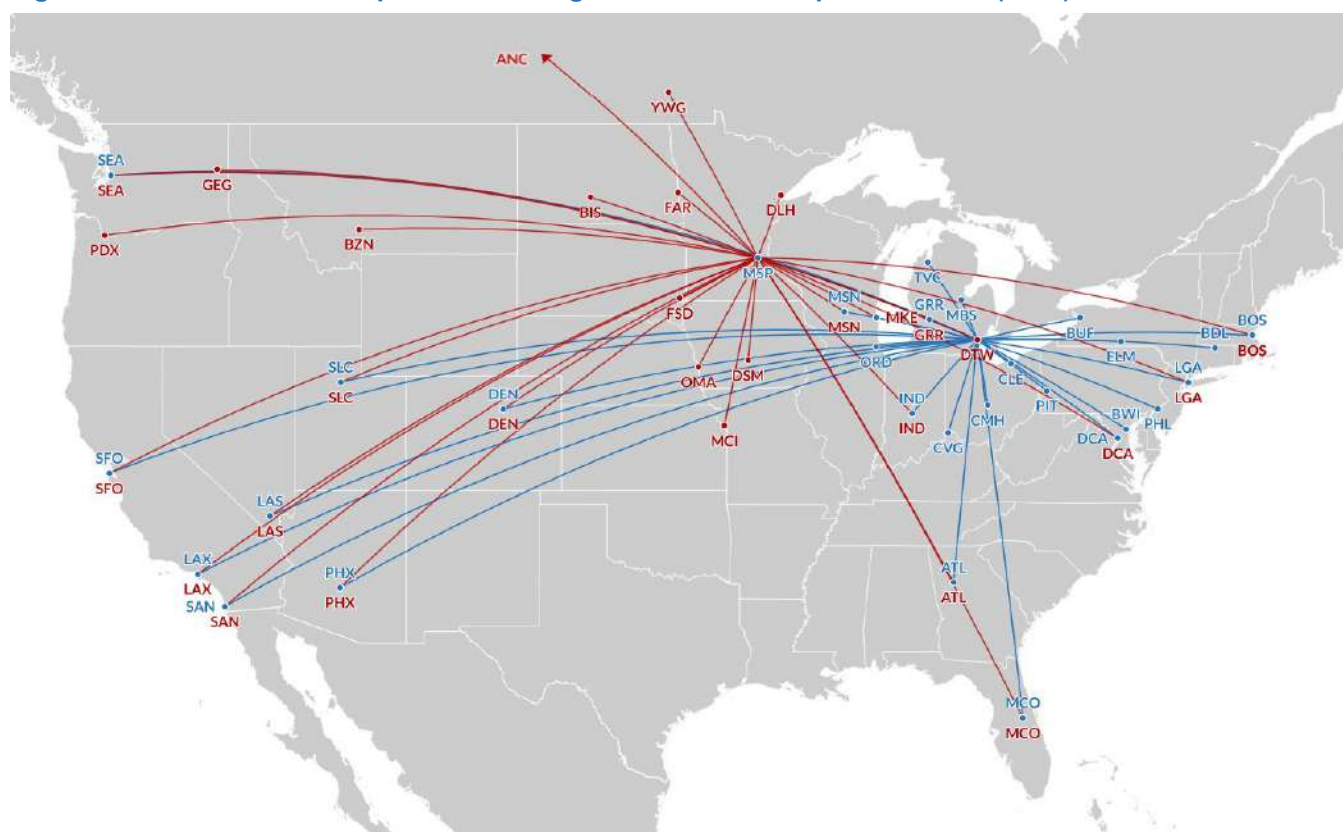 ANC
YWG
SEA
SEA
GEG
BIS
FAR
DLH
PDX
BZN
MSP
TVC
MSN
GRR
MBS
FSD
MSN
MKE
GRR
BUF
BDL
BOS
BOS
DTW
ORD
ELM
SLC
SLC
OMA
DSM
CLE
LGA
LGA
DEN
DEN
IND
IND
CMH
PIT
BWI
PHL
MCI
CVG
DCA
DCA
SFO
SFO
LAS
LAS
LAX
LAX
PHX
PHX
ATL
ATL
SAN
SAN
MCO
MCO